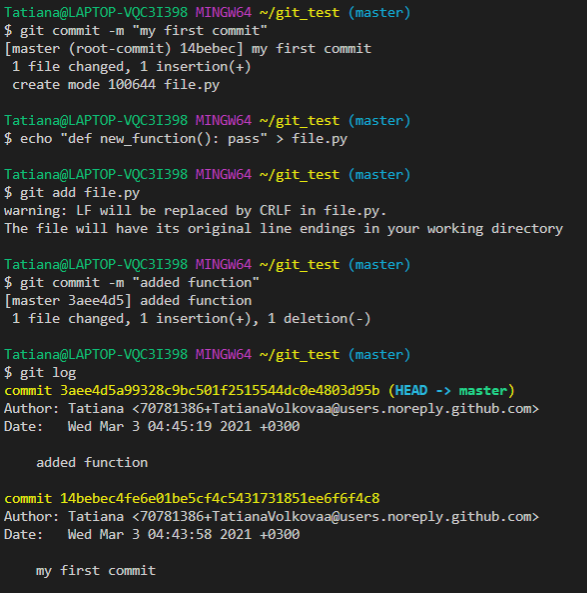 Tatiana@LAPTOP-VQC3I398 MINGW64 ~/git_test (master)
$ git commit -m "my first commit"
[master (root-commit) 14bebec] my first commit
 1 file changed, 1 insertion(+)
 create mode 100644 file.py

Tatiana@LAPTOP-VQC3I398 MINGW64 ~/git_test (master)
$ echo "def new_function(): pass" > file.py

Tatiana@LAPTOP-VQC3I398 MINGW64 ~/git_test (master)
$ git add file.py
warning: LF will be replaced by CRLF in file.py.
The file will have its original line endings in your working directory

Tatiana@LAPTOP-VQC3I398 MINGW64 ~/git_test (master)
$ git commit -m "added function"
[master 3aee4d5] added function
 1 file changed, 1 insertion(+), 1 deletion(-)

Tatiana@LAPTOP-VQC3I398 MINGW64 ~/git_test (master)
$ git log
commit 3aee4d5a99328c9bc501f2515544dc0e4803d95b (HEAD -> master)
Author: Tatiana <70781386+TatianaVolkovaa@users.noreply.github.com>
Date:   Wed Mar 3 04:45:19 2021 +0300

    added function

commit 14bebec4fe6e01be5cf4c5431731851ee6f6f4c8
Author: Tatiana <70781386+TatianaVolkovaa@users.noreply.github.com>
Date:   Wed Mar 3 04:43:58 2021 +0300

    my first commit